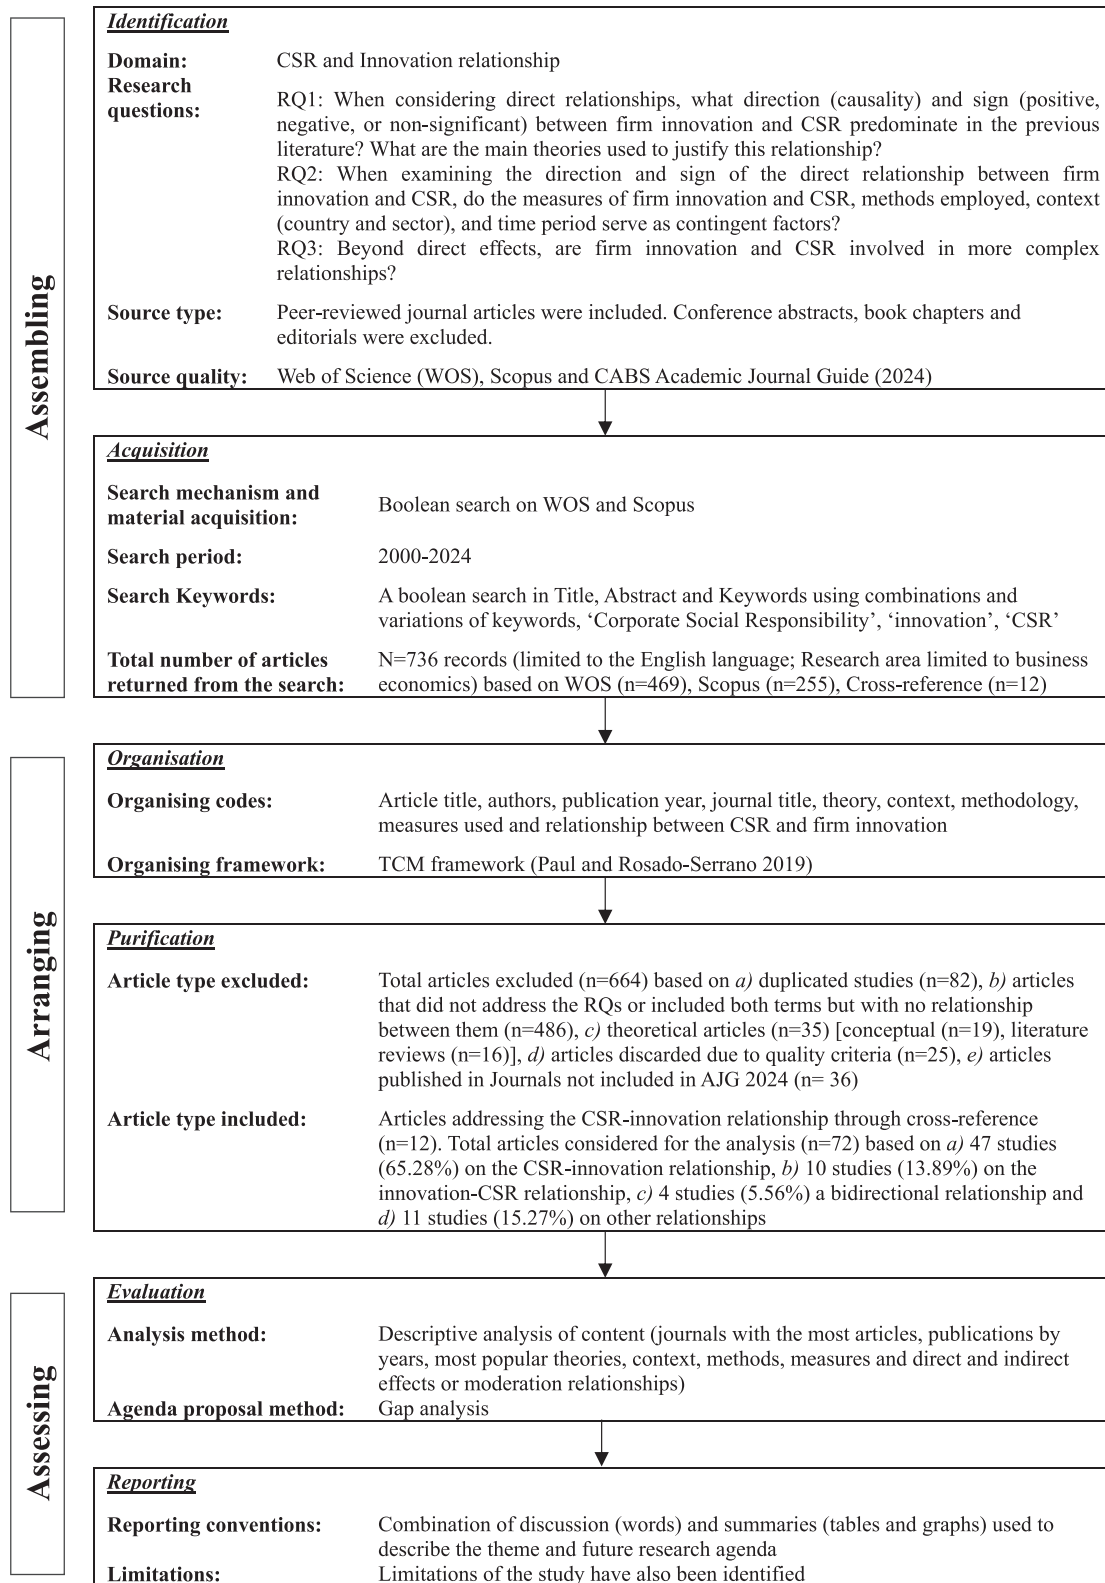 Assembling
Identification
Domain: CSR and Innovation relationship
Research questions:
RQ1: When considering direct relationships, what direction (causality) and sign (positive,
negative, or non-significant) between firm innovation and CSR predominate in the previous
literature? What are the main theories used to justify this relationship?
RQ2: When examining the direction and sign of the direct relationship between firm
innovation and CSR, do the measures of firm innovation and CSR, methods employed, context
(country and sector), and time period serve as contingent factors?
RQ3: Beyond direct effects, are firm innovation and CSR involved in more complex
relationships?
Source type: Peer-reviewed journal articles were included. Conference abstracts, book chapters and
editorials were excluded.
Source quality: Web of Science (WOS), Scopus and CABS Academic Journal Guide (2024)
Acquisition
Search mechanism and
material acquisition: Boolean search on WOS and Scopus
Search period: 2000-2024
Search Keywords: A boolean search in Title, Abstract and Keywords using combinations and
variations of keywords, ‘Corporate Social Responsibility’, ‘innovation’, ‘CSR’
Total number of articles N=736 records (limited to the English language; Research area limited to business
returned from the search: economics) based on WOS (n=469), Scopus (n=255), Cross-reference (n=12)
Arranging
Organisation
Organising codes: Article title, authors, publication year, journal title, theory, context, methodology,
measures used and relationship between CSR and firm innovation
Organising framework: TCM framework (Paul and Rosado-Serrano 2019)
Purification
Article type excluded: Total articles excluded (n=664) based on a) duplicated studies (n=82), b) articles
that did not address the RQs or included both terms but with no relationship
between them (n=486), c) theoretical articles (n=35) [conceptual (n=19), literature
reviews (n=16)], d) articles discarded due to quality criteria (n=25), e) articles
published in Journals not included in AJG 2024 (n= 36)
Article type included: Articles addressing the CSR-innovation relationship through cross-reference
(n=12). Total articles considered for the analysis (n=72) based on a) 47 studies
(65.28%) on the CSR-innovation relationship, b) 10 studies (13.89%) on the
innovation-CSR relationship, c) 4 studies (5.56%) a bidirectional relationship and
d) 11 studies (15.27%) on other relationships
Assessing
Evaluation
Analysis method: Descriptive analysis of content (journals with the most articles, publications by
years, most popular theories, context, methods, measures and direct and indirect
effects or moderation relationships)
Agenda proposal method: Gap analysis
Reporting
Reporting conventions: Combination of discussion (words) and summaries (tables and graphs) used to
describe the theme and future research agenda
Limitations: Limitations of the study have also been identified